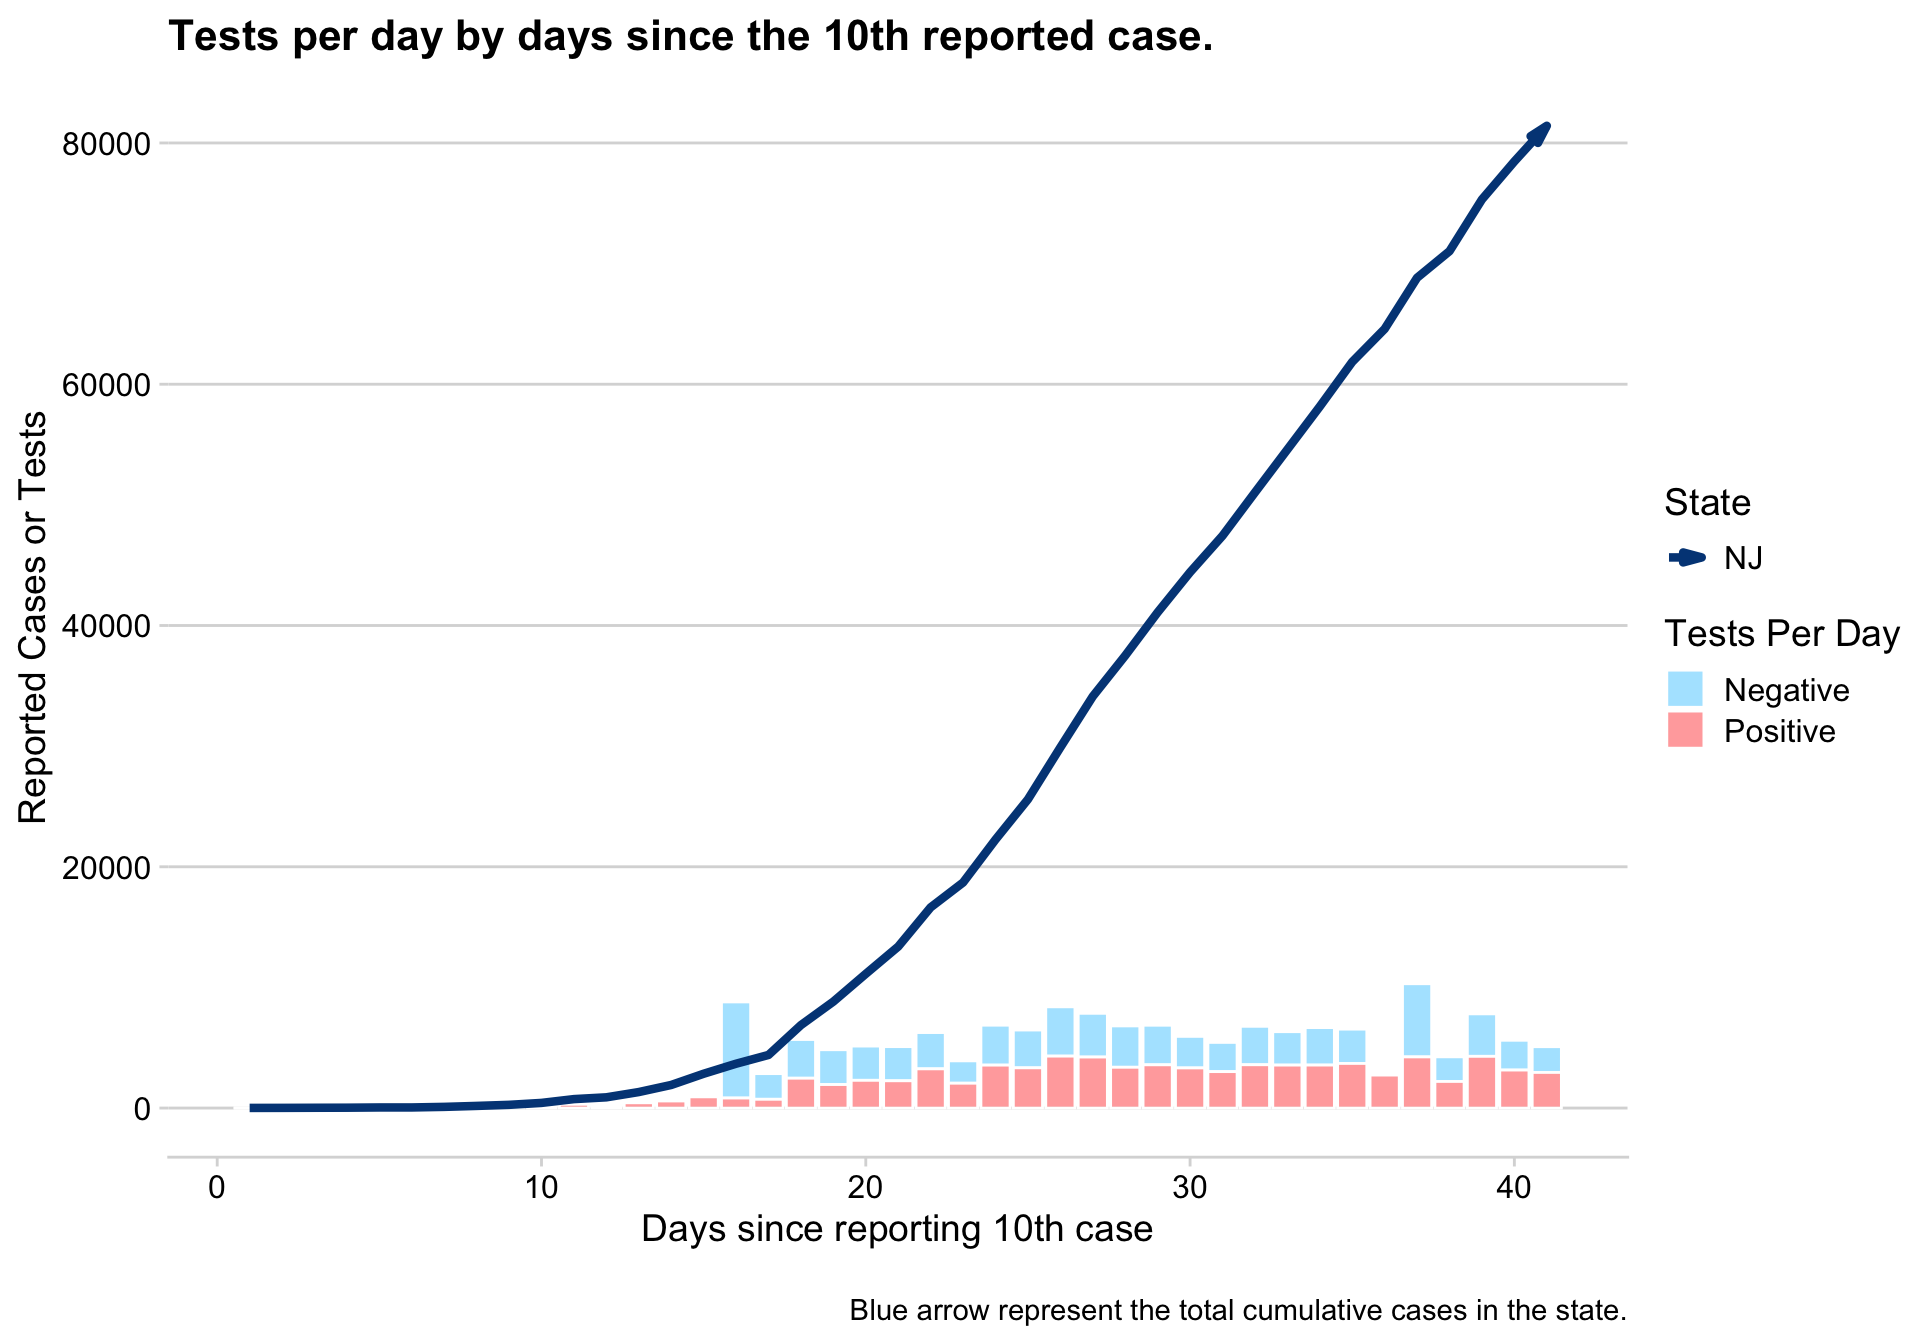 Tests per day by days since the 10th reported case.
80000
60000
40000
20000
0
Reported Cases or Tests
0 10 20 30 40
Days since reporting 10th case
State
NJ
Tests Per Day
Negative
Positive
Blue arrow represent the total cumulative cases in the state.